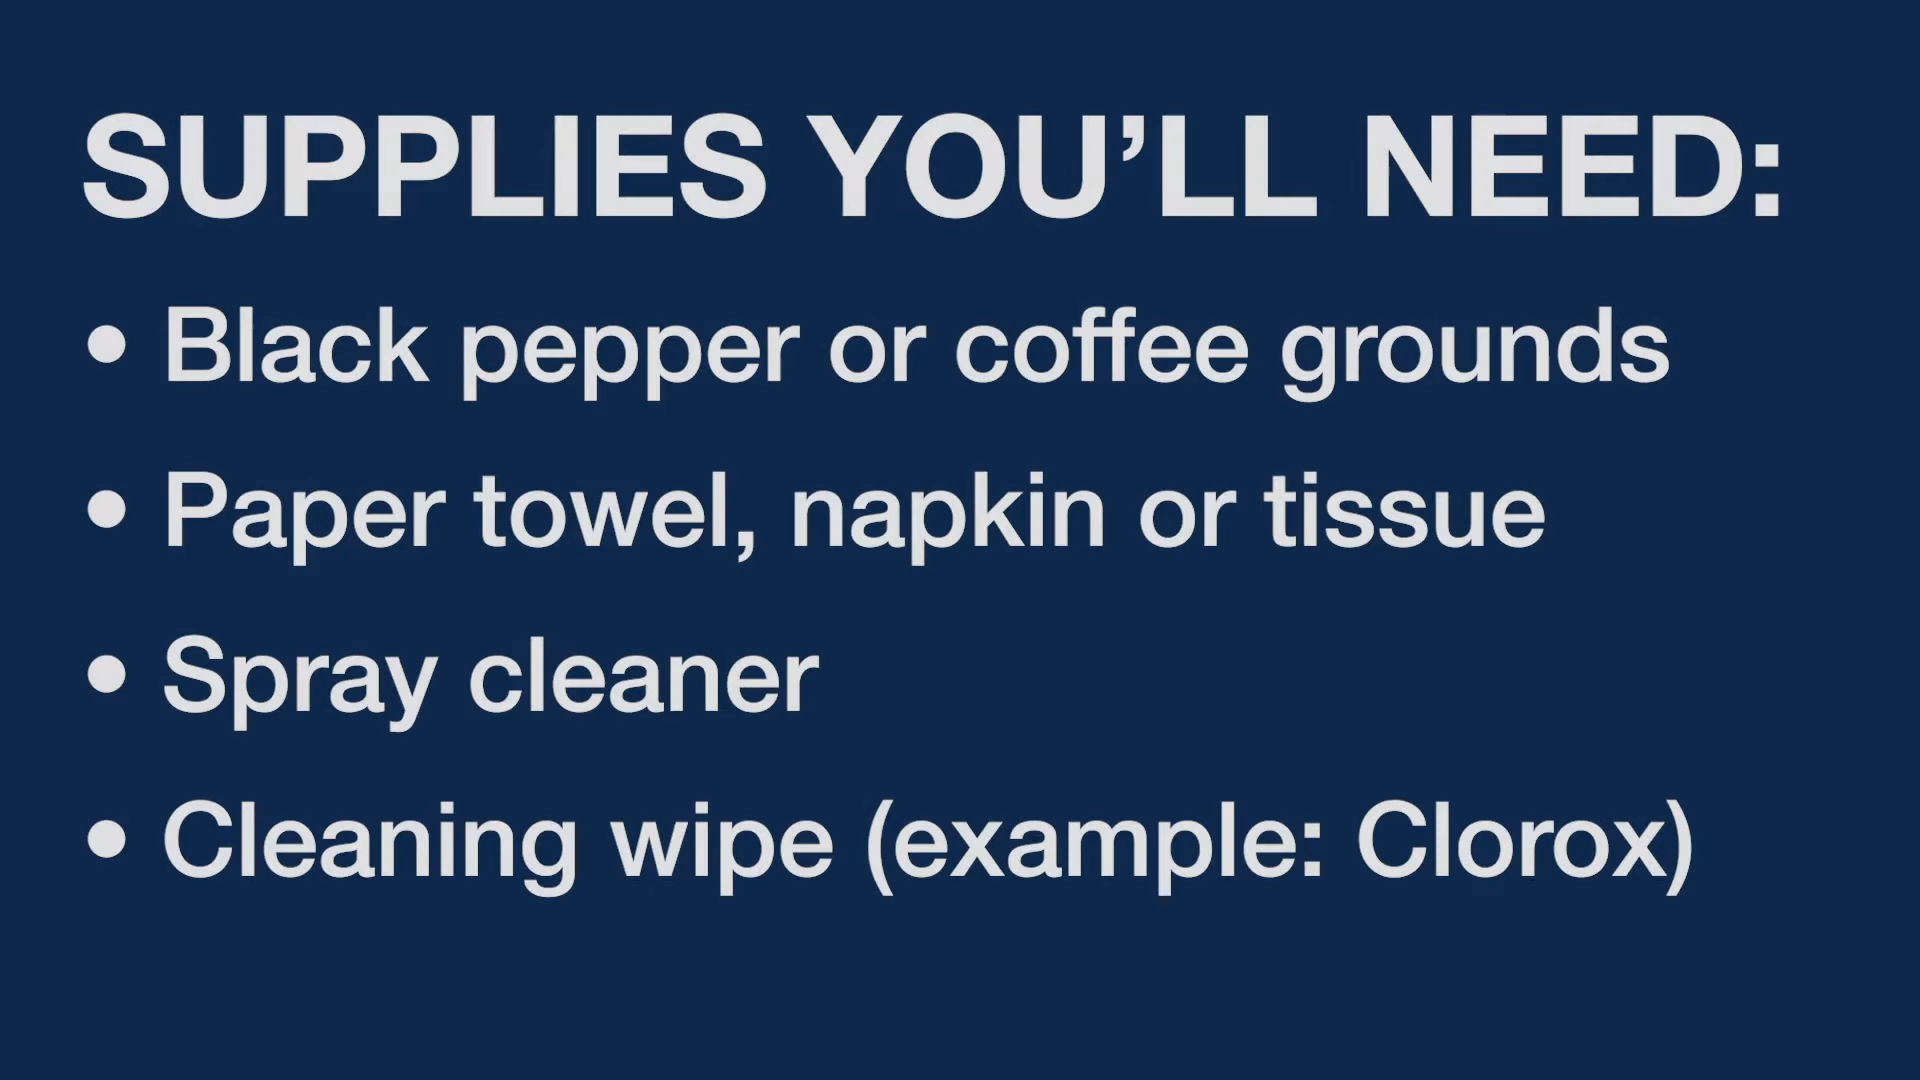 SUPPLIES YOU’LL NEED:
• Black pepper or coffee grounds
• Paper towel, napkin or tissue
• Spray cleaner
• Cleaning wipe (example: Clorox)